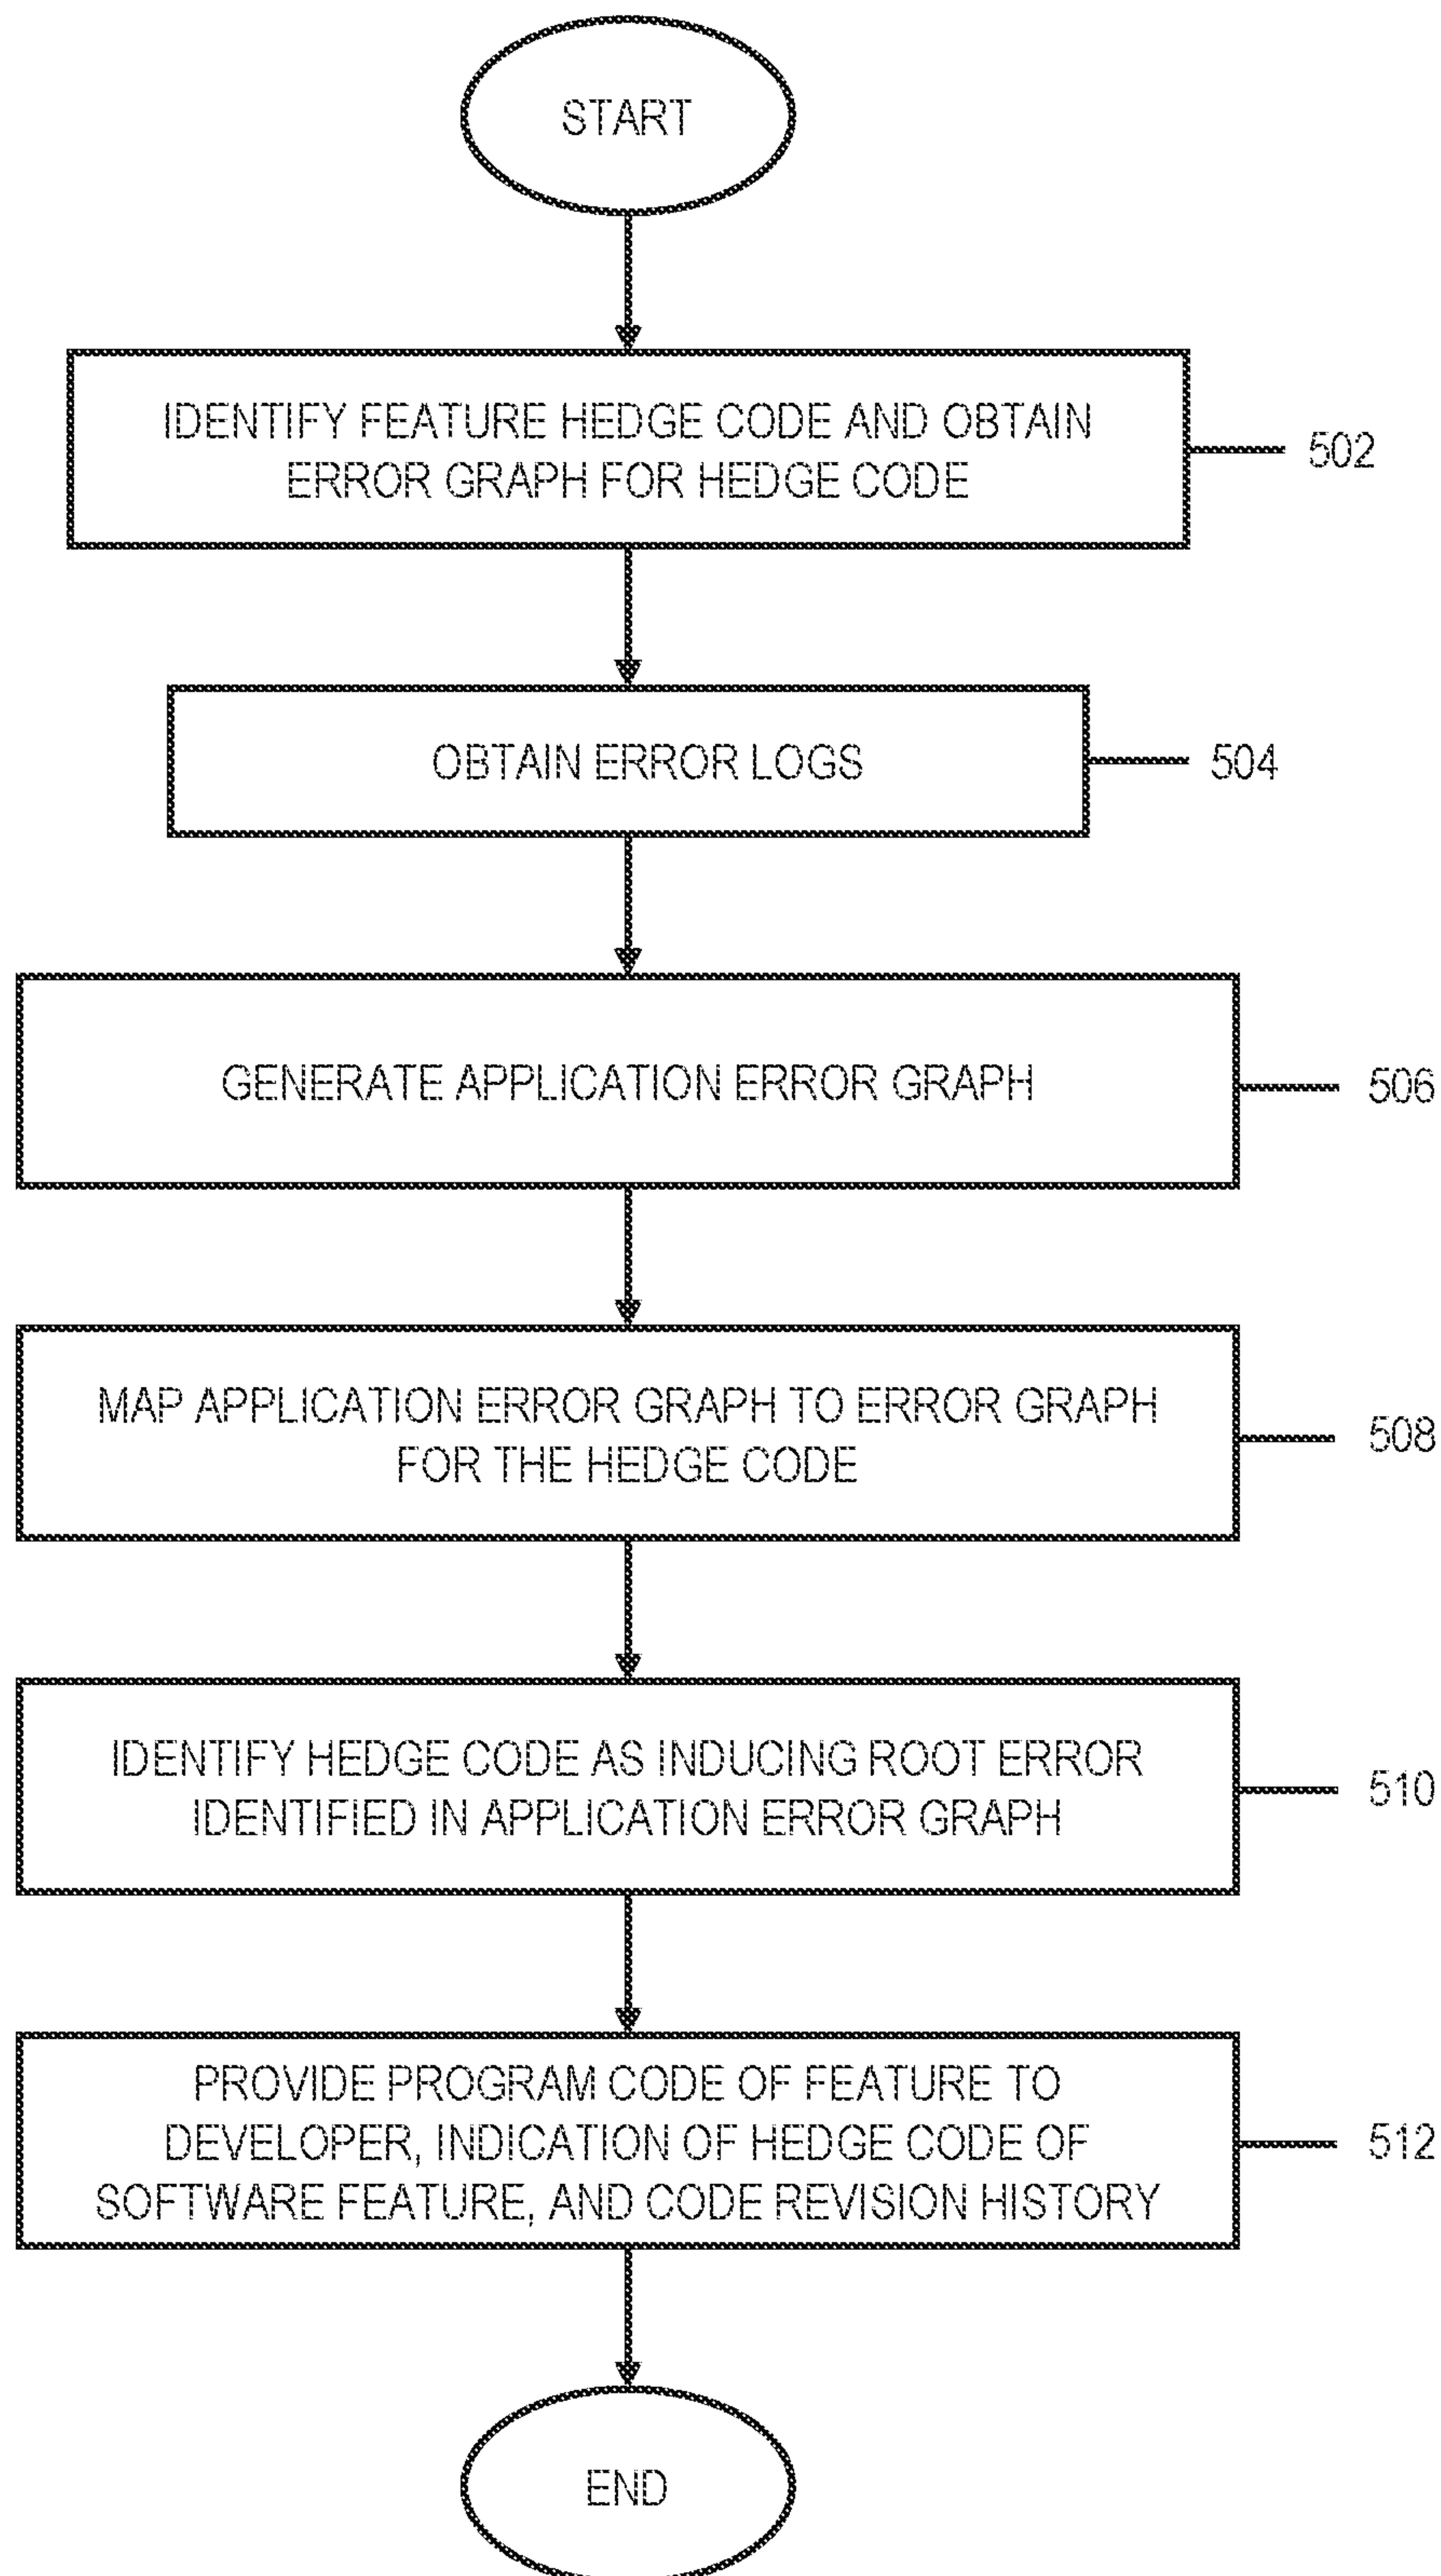 START
IDENTIFY FEATURE HEDGE CODE AND OBTAIN
ERROR GRAPH FOR HEDGE CODE
502
OBTAIN ERROR LOGS
504
GENERATE APPLICATION ERROR GRAPH
506
MAP APPLICATION ERROR GRAPH TO ERROR GRAPH
FOR THE HEDGE CODE
508
IDENTIFY HEDGE CODE AS INDUCING ROOT ERROR
IDENTIFIED IN APPLICATION ERROR GRAPH
510
PROVIDE PROGRAM CODE OF FEATURE TO
DEVELOPER, INDICATION OF HEDGE CODE OF
SOFTWARE FEATURE, AND CODE REVISION HISTORY
512
END